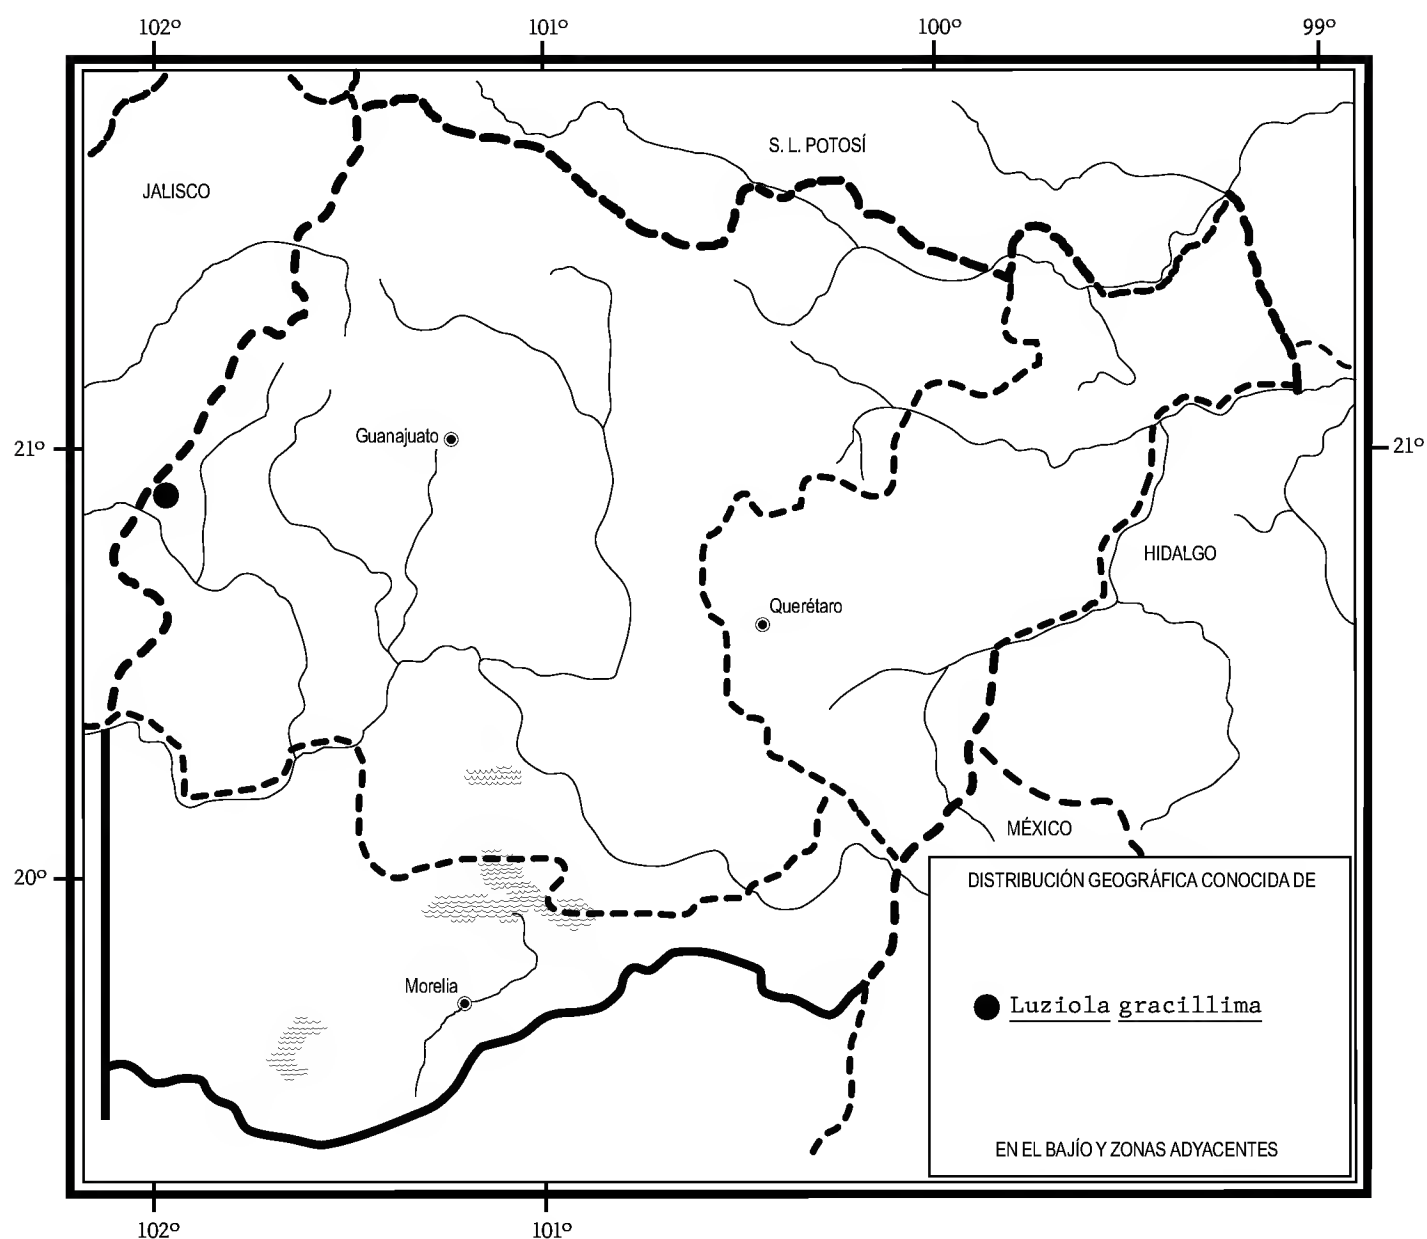 102º 101º 100º 99º
S. L. POTOSÍ
JALISCO
Guanajuato
21º 21º
HIDALGO
Querétaro
MÉXICO
20º
DISTRIBUCIÓN GEOGRÁFICA CONOCIDA DE
Morelia
Luziola gracillima
EN EL BAJÍO Y ZONAS ADYACENTES
102º 101º